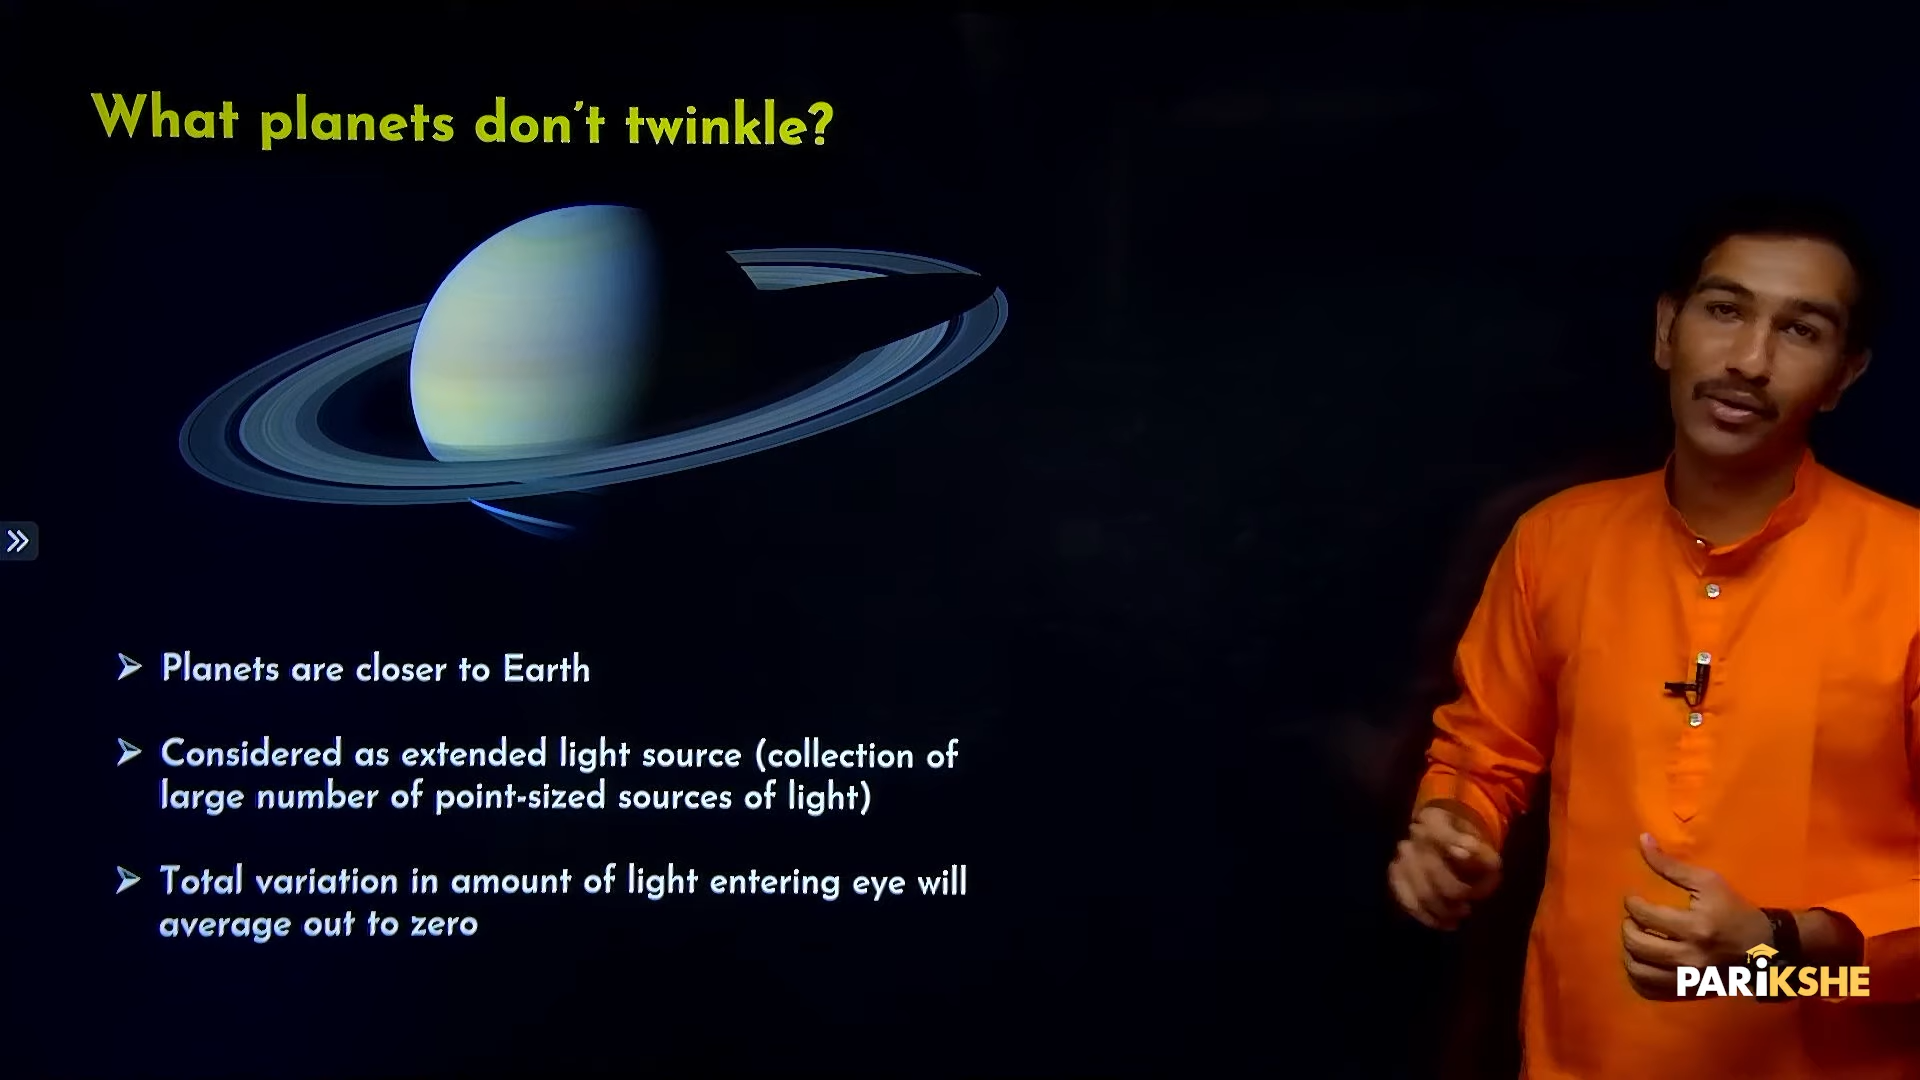 What planets don't twinkle?
Planets are closer to Earth
Considered as extended light source (collection of
large number of point-sized sources of light)
Total variation in amount of light entering eye will
average out to zero
PARiKSHE